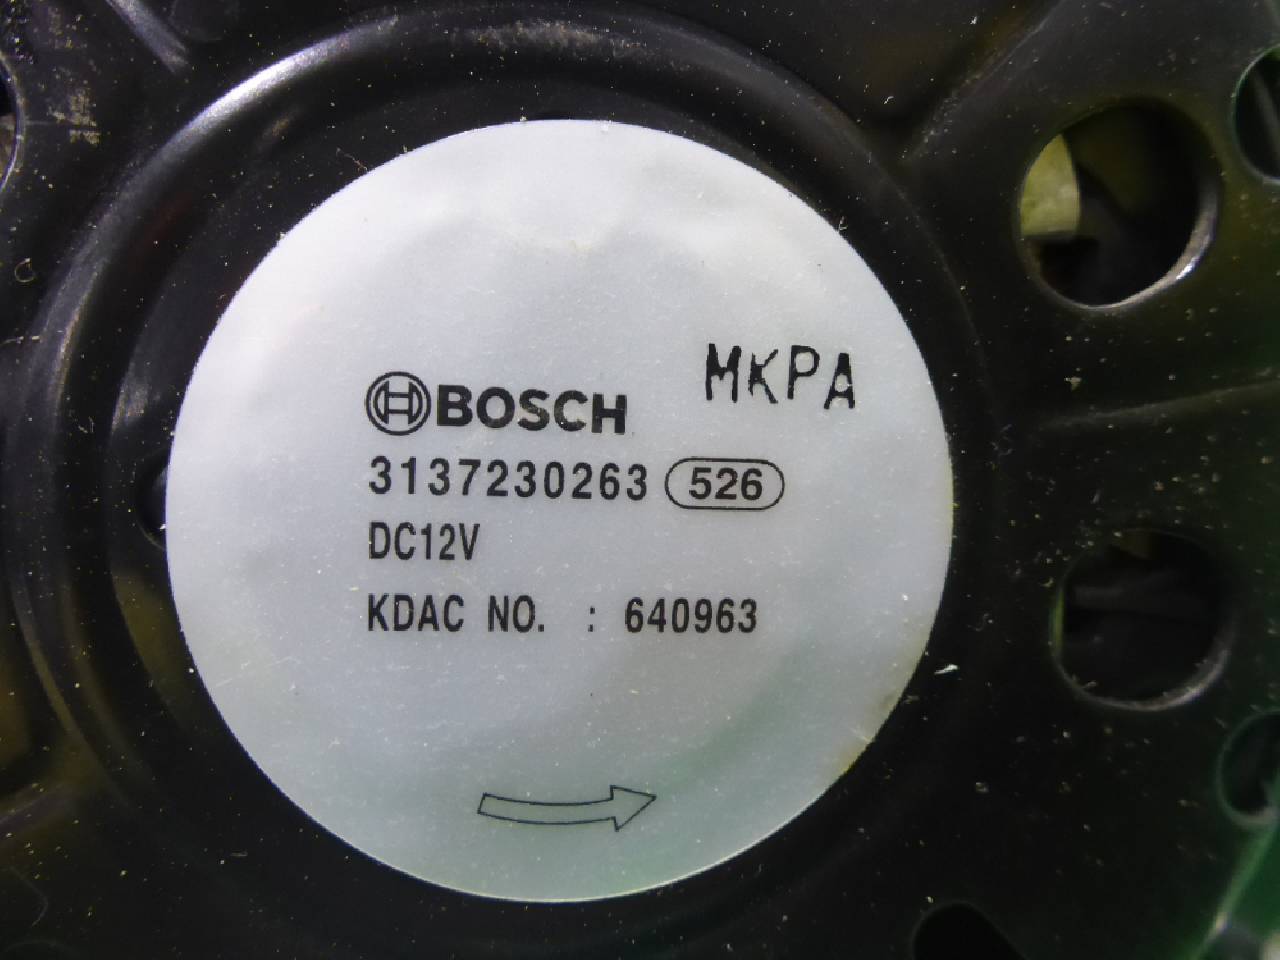 MKPA
BOSCH
3137230263 526
DC12V
KDAC NO. : 640963